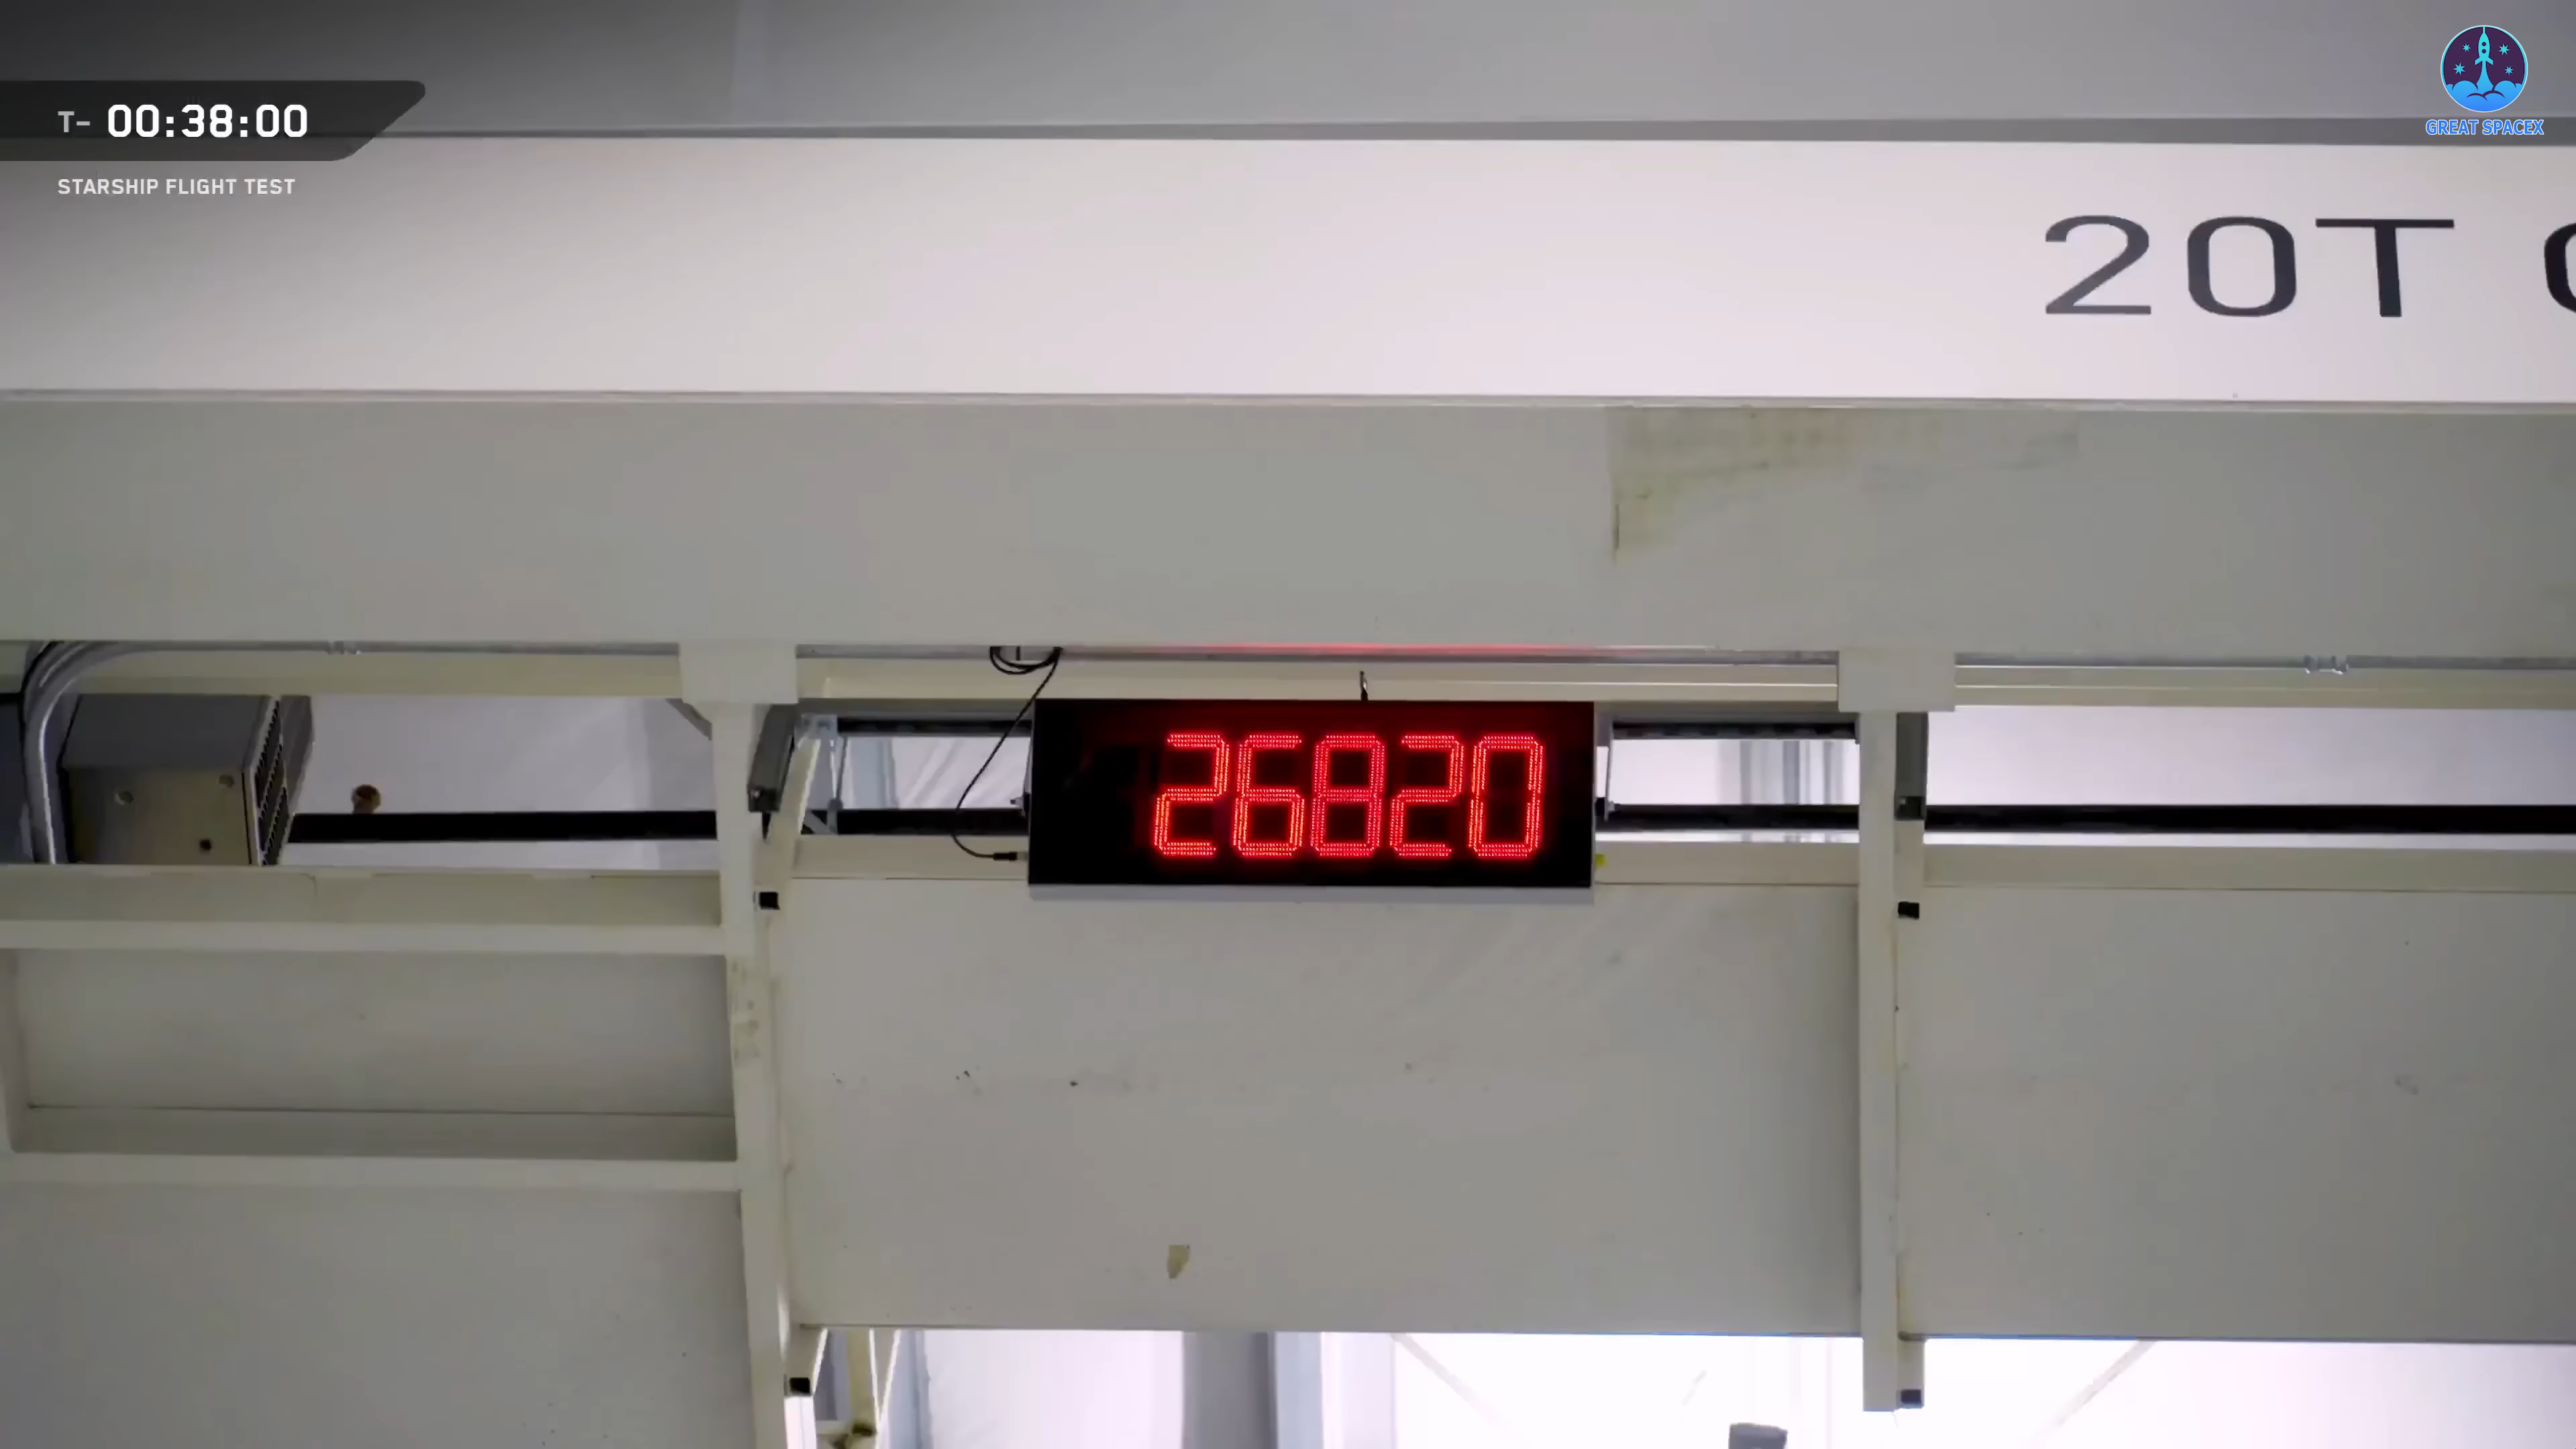 T- 00:38:00
STARSHIP FLIGHT TEST
GREAT SPACEX
20T
26820